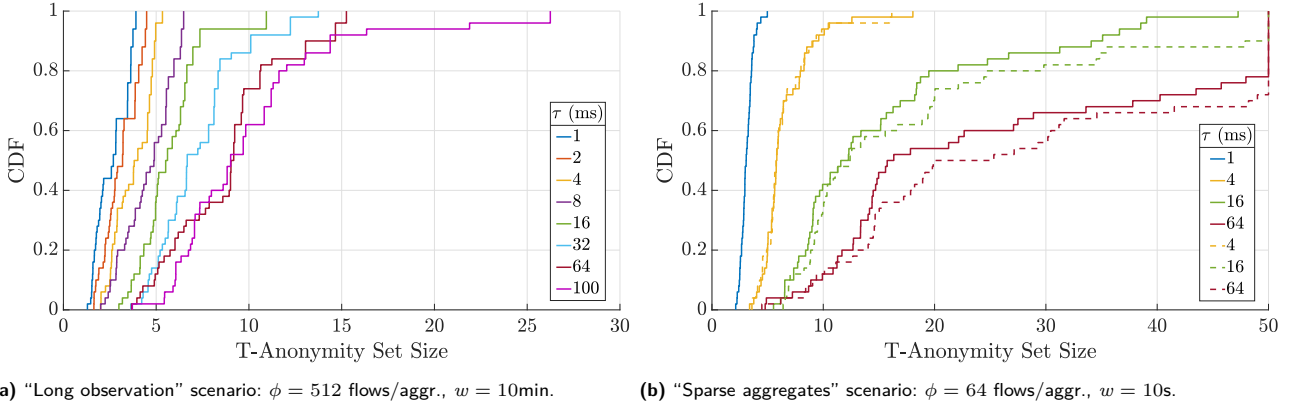 1
0.8
0.6
0.4
0.2
0
CDF
0 5 10 15 20 25 30
T-Anonymity Set Size
τ (ms)
1
2
4
8
16
32
64
100
a) “Long observation” scenario: ϕ = 512 flows/aggr., w = 10min.
1
0.8
0.6
0.4
0.2
0
CDF
0 10 20 30 40 50
T-Anonymity Set Size
τ (ms)
1
4
16
64
4
16
64
(b) “Sparse aggregates” scenario: ϕ = 64 flows/aggr., w = 10s.